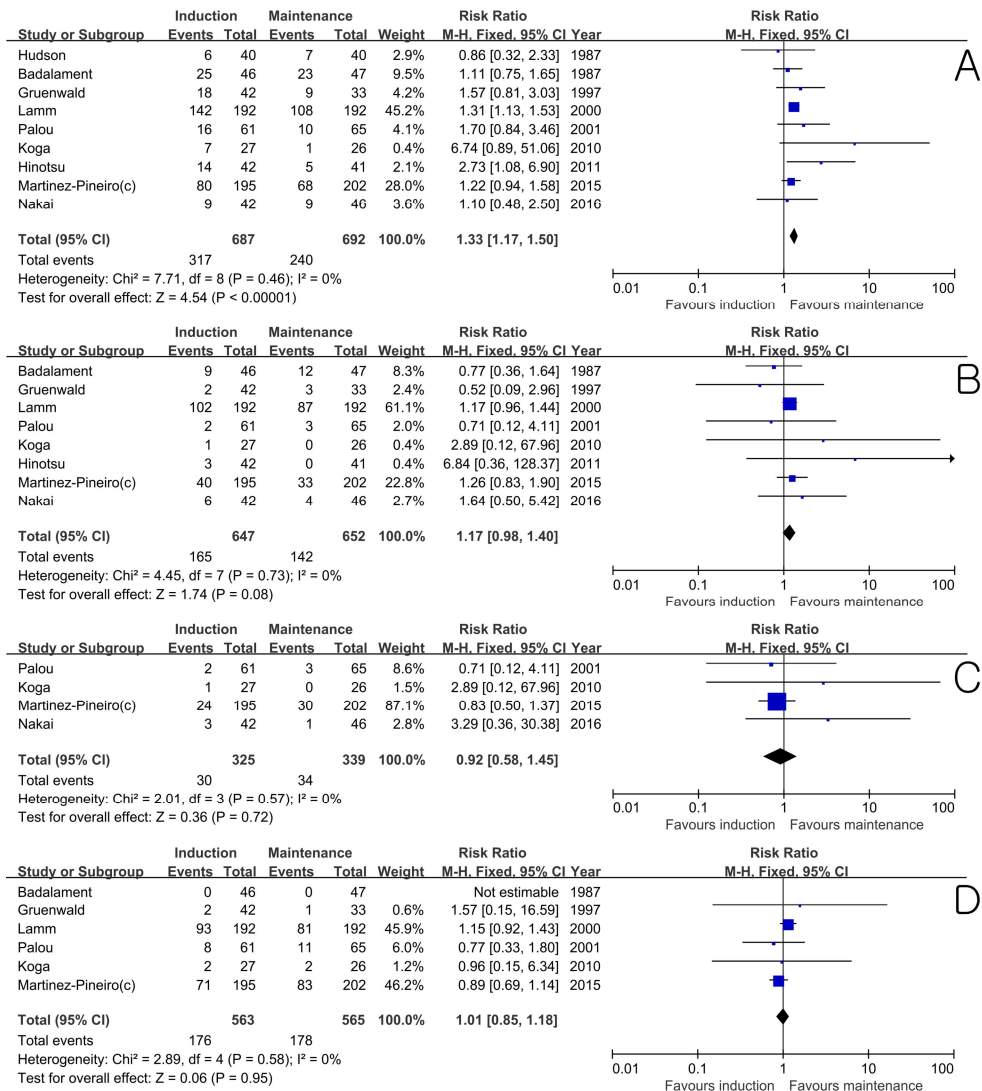 Induction Maintenance Risk Ratio Risk Ratio
Study or Subgroup Events Total Events Total Weight M-H, Fixed, 95% CI Year M-H, Fixed, 95% CI
A
Hudson 6 40 7 40 2.9% 0.86 [0.32, 2.33] 1987
Badalament 25 46 23 47 9.5% 1.11 [0.75, 1.65] 1987
Gruenwald 18 42 9 33 4.2% 1.57 [0.81, 3.03] 1997
Lamm 142 192 108 192 45.2% 1.31 [1.13, 1.53] 2000
Palou 16 61 10 65 4.1% 1.70 [0.84, 3.46] 2001
Koga 7 27 1 26 0.4% 6.74 [0.89, 51.06] 2010
Hinotsu 14 42 5 41 2.1% 2.73 [1.08, 6.90] 2011
Martinez-Pineiro(c) 80 195 68 202 28.0% 1.22 [0.94, 1.58] 2015
Nakai 9 42 9 46 3.6% 1.10 [0.48, 2.50] 2016
Total (95% CI) 687 692 100.0% 1.33 [1.17, 1.50]
Total events 317 240
Heterogeneity: Chi² = 7.71, df = 8 (P = 0.46); I² = 0%
Test for overall effect: Z = 4.54 (P < 0.00001)
0.01 0.1 1 10 100
Favours induction Favours maintenance
Induction Maintenance Risk Ratio Risk Ratio
Study or Subgroup Events Total Events Total Weight M-H, Fixed, 95% CI Year M-H, Fixed, 95% CI
B
Badalament 9 46 12 47 8.3% 0.77 [0.36, 1.64] 1987
Gruenwald 2 42 3 33 2.4% 0.52 [0.09, 2.96] 1997
Lamm 102 192 87 192 61.1% 1.17 [0.96, 1.44] 2000
Palou 2 61 3 65 2.0% 0.71 [0.12, 4.11] 2001
Koga 1 27 0 26 0.4% 2.89 [0.12, 67.96] 2010
Hinotsu 3 42 0 41 0.4% 6.84 [0.36, 128.37] 2011
Martinez-Pineiro(c) 40 195 33 202 22.8% 1.26 [0.83, 1.90] 2015
Nakai 6 42 4 46 2.7% 1.64 [0.50, 5.42] 2016
Total (95% CI) 647 652 100.0% 1.17 [0.98, 1.40]
Total events 165 142
Heterogeneity: Chi² = 4.45, df = 7 (P = 0.73); I² = 0%
Test for overall effect: Z = 1.74 (P = 0.08)
0.01 0.1 1 10 100
Favours induction Favours maintenance
Induction Maintenance Risk Ratio Risk Ratio
Study or Subgroup Events Total Events Total Weight M-H, Fixed, 95% CI Year M-H, Fixed, 95% CI
C
Palou 2 61 3 65 8.6% 0.71 [0.12, 4.11] 2001
Koga 1 27 0 26 1.5% 2.89 [0.12, 67.96] 2010
Martinez-Pineiro(c) 24 195 30 202 87.1% 0.83 [0.50, 1.37] 2015
Nakai 3 42 1 46 2.8% 3.29 [0.36, 30.38] 2016
Total (95% CI) 325 339 100.0% 0.92 [0.58, 1.45]
Total events 30 34
Heterogeneity: Chi² = 2.01, df = 3 (P = 0.57); I² = 0%
Test for overall effect: Z = 0.36 (P = 0.72)
0.01 0.1 1 10 100
Favours induction Favours maintenance
Induction Maintenance Risk Ratio Risk Ratio
Study or Subgroup Events Total Events Total Weight M-H, Fixed, 95% CI Year M-H, Fixed, 95% CI
D
Badalament 0 46 0 47 Not estimable 1987
Gruenwald 2 42 1 33 0.6% 1.57 [0.15, 16.59] 1997
Lamm 93 192 81 192 45.9% 1.15 [0.92, 1.43] 2000
Palou 8 61 11 65 6.0% 0.77 [0.33, 1.80] 2001
Koga 2 27 2 26 1.2% 0.96 [0.15, 6.34] 2010
Martinez-Pineiro(c) 71 195 83 202 46.2% 0.89 [0.69, 1.14] 2015
Total (95% CI) 563 565 100.0% 1.01 [0.85, 1.18]
Total events 176 178
Heterogeneity: Chi² = 2.89, df = 4 (P = 0.58); I² = 0%
Test for overall effect: Z = 0.06 (P = 0.95)
0.01 0.1 1 10 100
Favours induction Favours maintenance